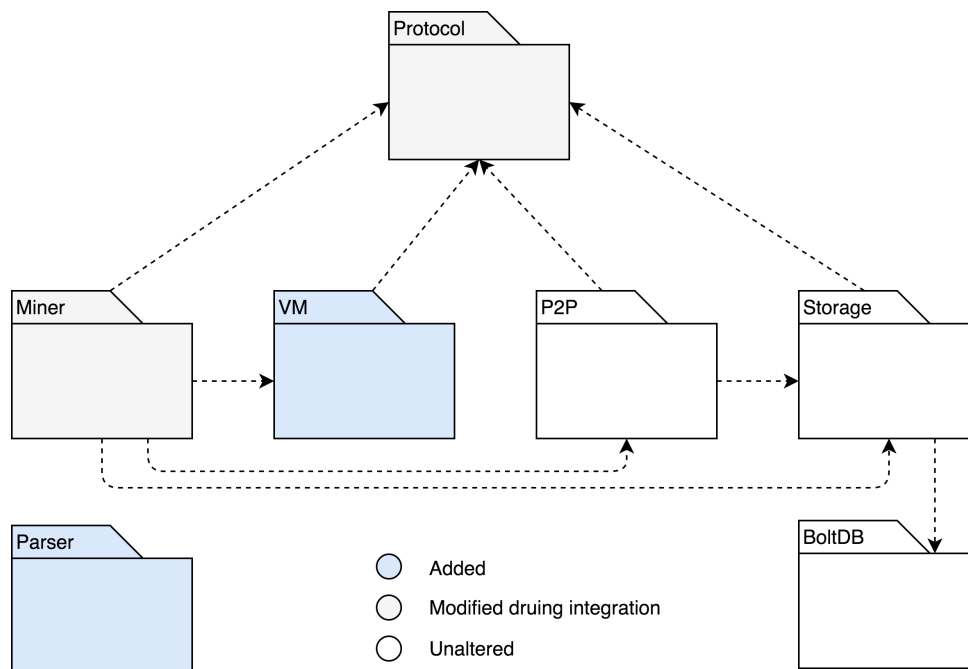 Protocol
Miner
VM
P2P
Storage
Parser
BoltDB
Added
Modified druing integration
Unaltered